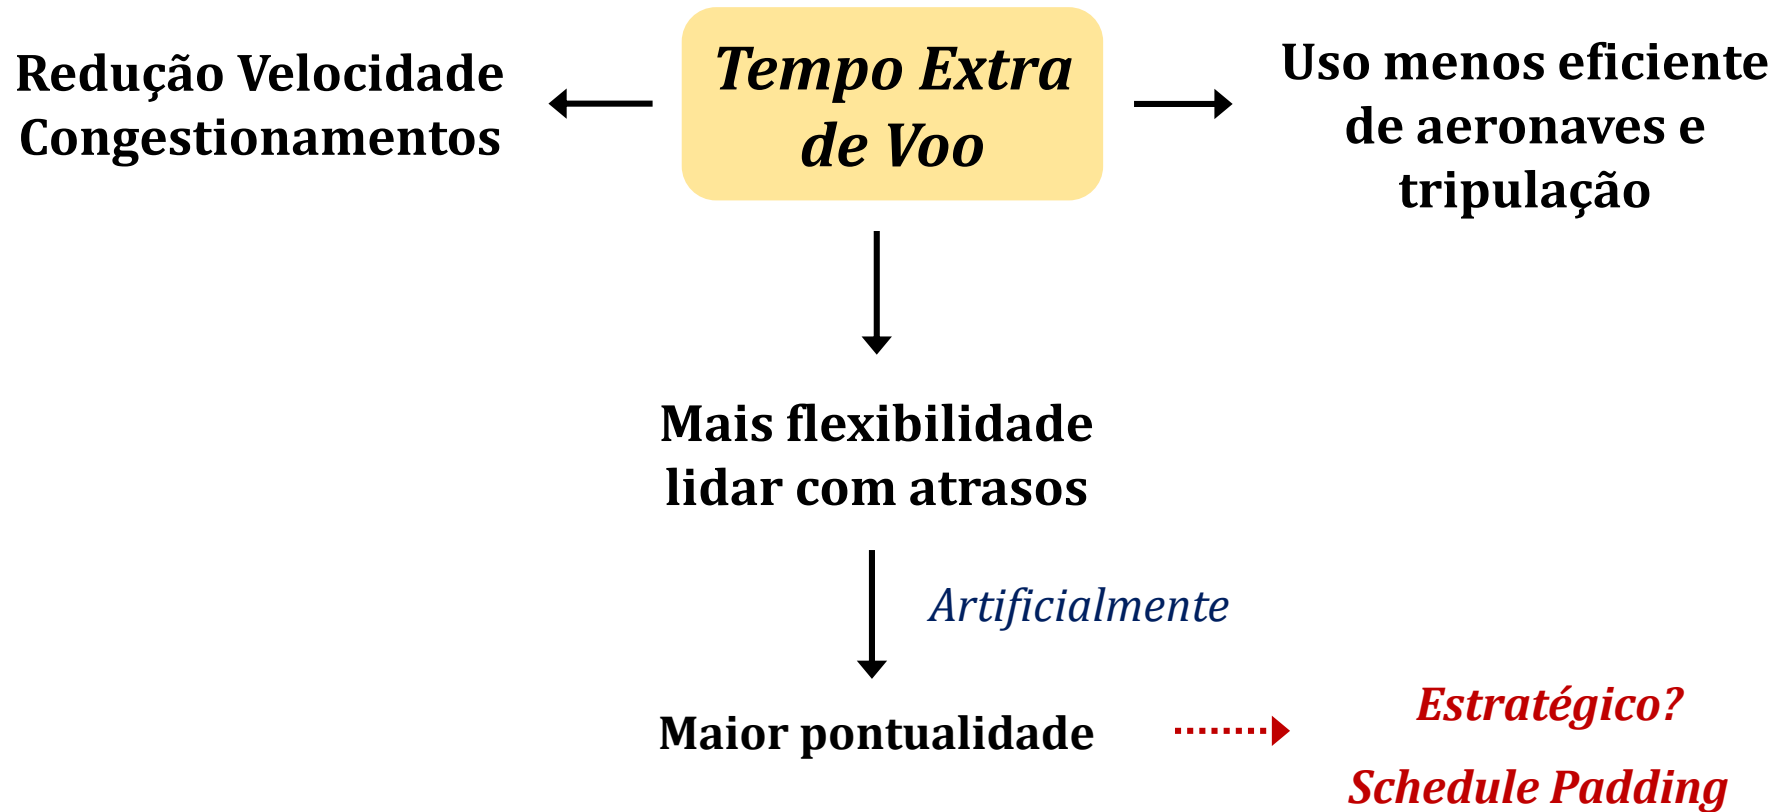 Redução Velocidade
Congestionamentos
Tempo Extra
de Voo
Uso menos eficiente
de aeronaves e
tripulação
Mais flexibilidade
lidar com atrasos
Artificialmente
Maior pontualidade
Estratégico?
Schedule Padding